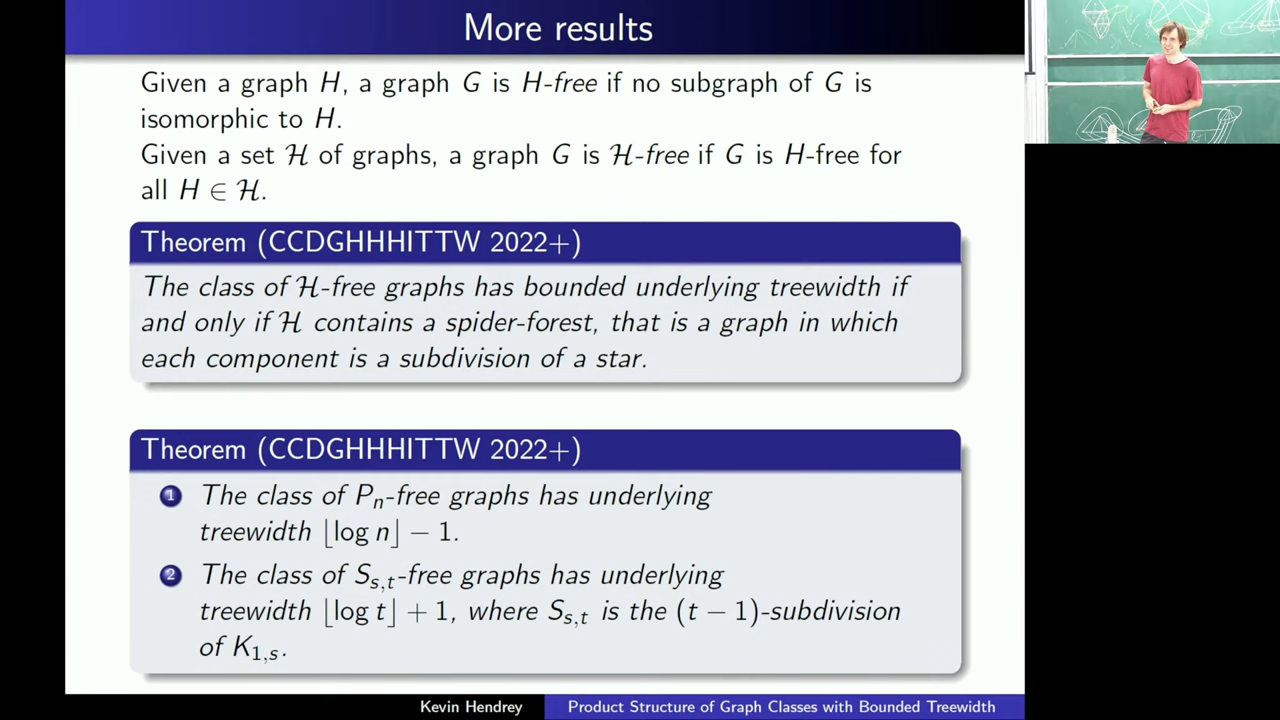 More results
Given a graph H, a graph G is H-free if no subgraph of G is
isomorphic to H.
Given a set ℋ of graphs, a graph G is ℋ-free if G is H-free for
all H ∈ ℋ.
Theorem (CCDGHHHITTW 2022+)
The class of ℋ-free graphs has bounded underlying treewidth if
and only if ℋ contains a spider-forest, that is a graph in which
each component is a subdivision of a star.
Theorem (CCDGHHHITTW 2022+)
1 The class of Pₙ-free graphs has underlying
treewidth ⌊log n⌋ − 1.
2 The class of S_{s,t}-free graphs has underlying
treewidth ⌊log t⌋ + 1, where S_{s,t} is the (t − 1)-subdivision
of K_{1,s}.
Kevin Hendrey Product Structure of Graph Classes with Bounded Treewidth